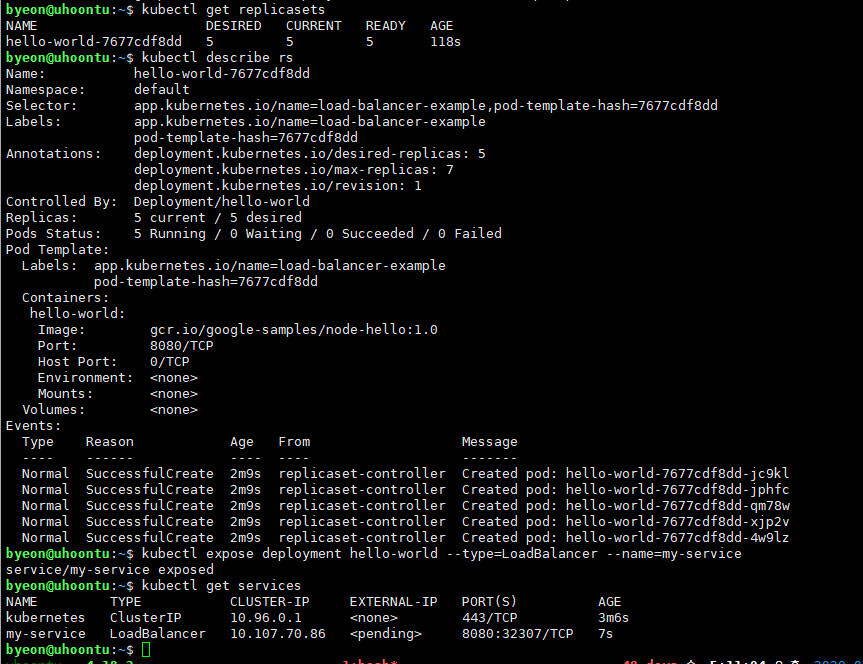 byeon@uhoontu:~$ kubectl get replicasets
NAME                     DESIRED   CURRENT   READY   AGE
hello-world-7677cdf8dd   5         5         5       118s
byeon@uhoontu:~$ kubectl describe rs
Name:           hello-world-7677cdf8dd
Namespace:      default
Selector:       app.kubernetes.io/name=load-balancer-example,pod-template-hash=7677cdf8dd
Labels:         app.kubernetes.io/name=load-balancer-example
                pod-template-hash=7677cdf8dd
Annotations:    deployment.kubernetes.io/desired-replicas: 5
                deployment.kubernetes.io/max-replicas: 7
                deployment.kubernetes.io/revision: 1
Controlled By:  Deployment/hello-world
Replicas:       5 current / 5 desired
Pods Status:    5 Running / 0 Waiting / 0 Succeeded / 0 Failed
Pod Template:
  Labels:  app.kubernetes.io/name=load-balancer-example
           pod-template-hash=7677cdf8dd
  Containers:
   hello-world:
    Image:        gcr.io/google-samples/node-hello:1.0
    Port:         8080/TCP
    Host Port:    0/TCP
    Environment:  <none>
    Mounts:       <none>
  Volumes:        <none>
Events:
  Type    Reason            Age   From                   Message
  ----    ------            ----  ----                   -------
  Normal  SuccessfulCreate  2m9s  replicaset-controller  Created pod: hello-world-7677cdf8dd-jc9kl
  Normal  SuccessfulCreate  2m9s  replicaset-controller  Created pod: hello-world-7677cdf8dd-jphfc
  Normal  SuccessfulCreate  2m9s  replicaset-controller  Created pod: hello-world-7677cdf8dd-qm78w
  Normal  SuccessfulCreate  2m9s  replicaset-controller  Created pod: hello-world-7677cdf8dd-xjp2v
  Normal  SuccessfulCreate  2m9s  replicaset-controller  Created pod: hello-world-7677cdf8dd-4w9lz
byeon@uhoontu:~$ kubectl expose deployment hello-world --type=LoadBalancer --name=my-service
service/my-service exposed
byeon@uhoontu:~$ kubectl get services
NAME         TYPE           CLUSTER-IP     EXTERNAL-IP   PORT(S)          AGE
kubernetes   ClusterIP      10.96.0.1      <none>        443/TCP          3m6s
my-service   LoadBalancer   10.107.70.86   <pending>     8080:32307/TCP   7s
byeon@uhoontu:~$